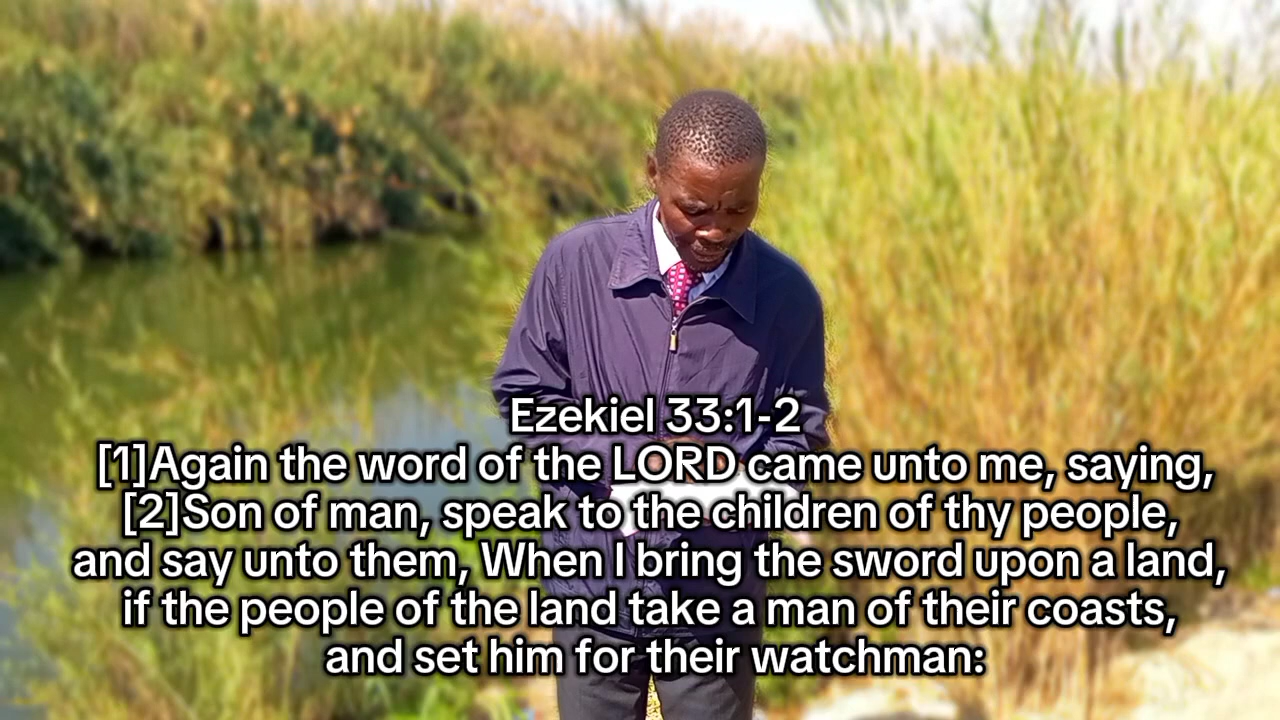 Ezekiel 33:1-2
[1]Again the word of the LORD came unto me, saying,
[2]Son of man, speak to the children of thy people,
and say unto them, When I bring the sword upon a land,
if the people of the land take a man of their coasts,
and set him for their watchman: